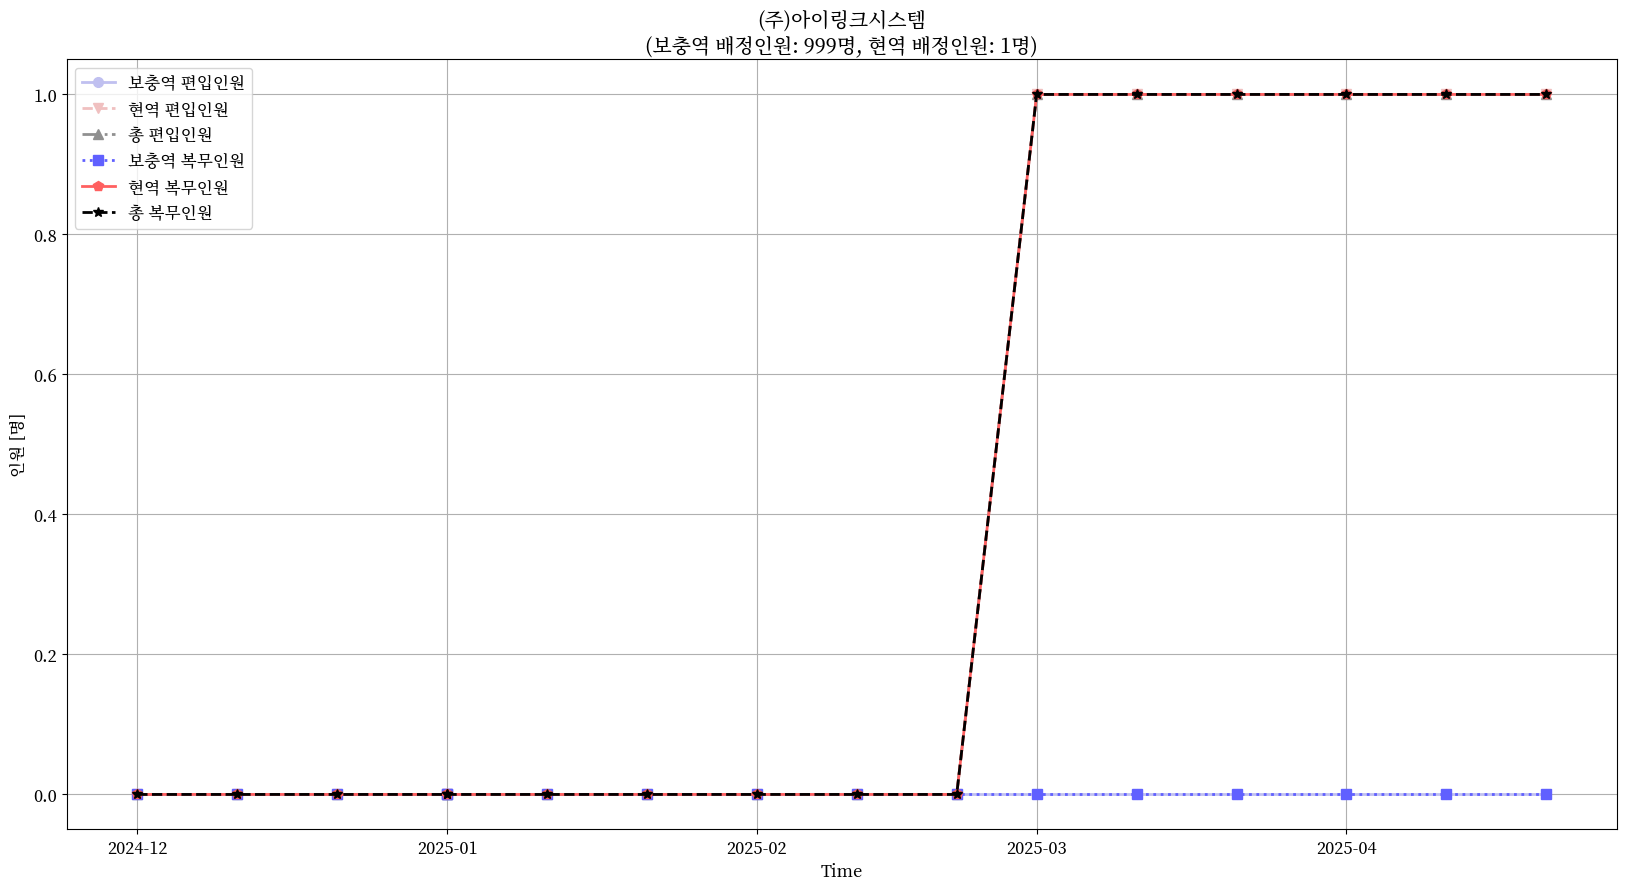 (주)아이링크시스템
(보충역 배정인원: 999명, 현역 배정인원: 1명)
보충역 편입인원
현역 편입인원
총 편입인원
보충역 복무인원
현역 복무인원
총 복무인원
1.0
0.8
0.6
0.4
0.2
0.0
인원 [명]
2024-12
2025-01
2025-02
2025-03
2025-04
Time